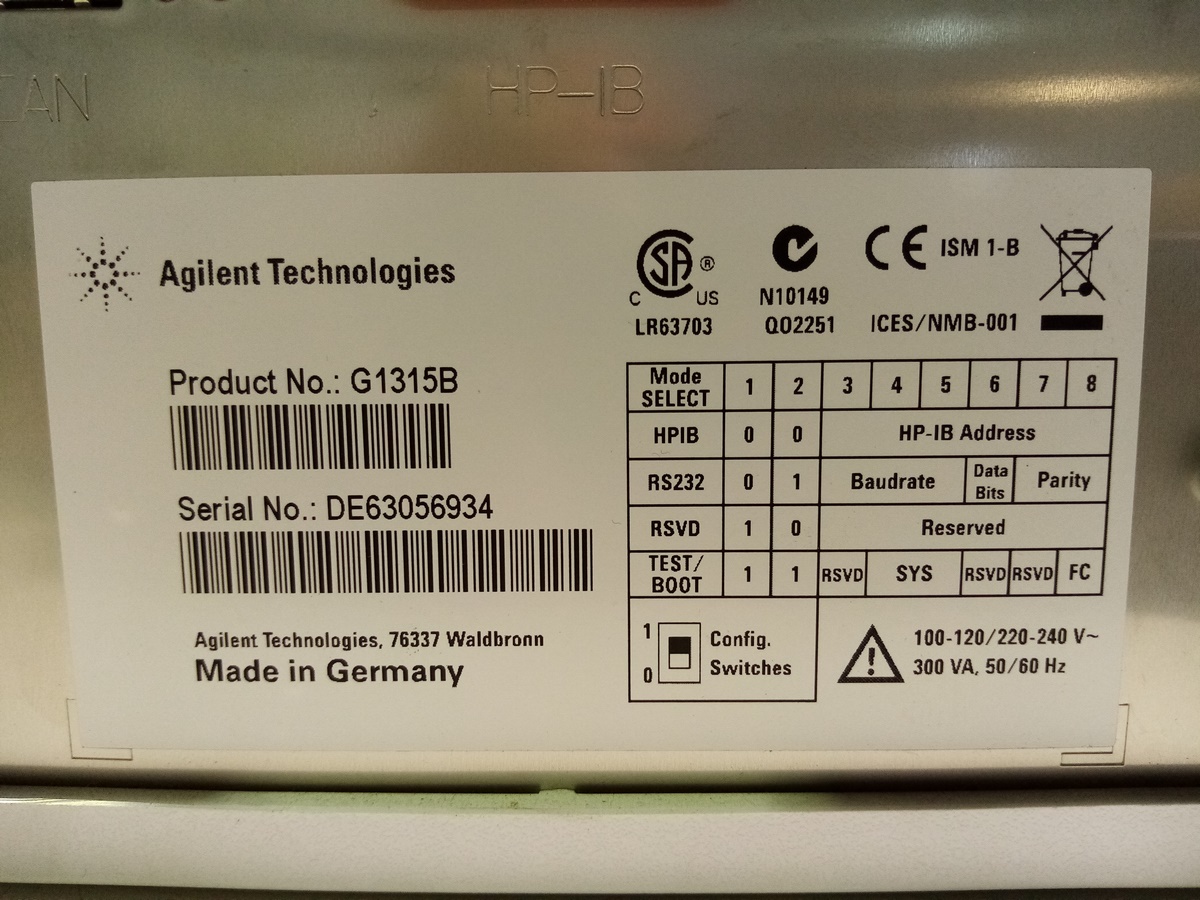 CAN
HP-IB
Agilent Technologies
Product No.: G1315B
Serial No.: DE63056934
Agilent Technologies, 76337 Waldbronn
Made in Germany
SA ®
C US
LR63703
N10149
QO2251
CE ISM 1-B
ICES/NMB-001
Mode SELECT 1 2 3 4 5 6 7 8
HPIB 0 0 HP-IB Address
RS232 0 1 Baudrate Data Bits Parity
RSVD 1 0 Reserved
TEST/BOOT 1 1 RSVD SYS RSVD RSVD FC
1 Config.
0 Switches
100-120/220-240 V~
300 VA, 50/60 Hz